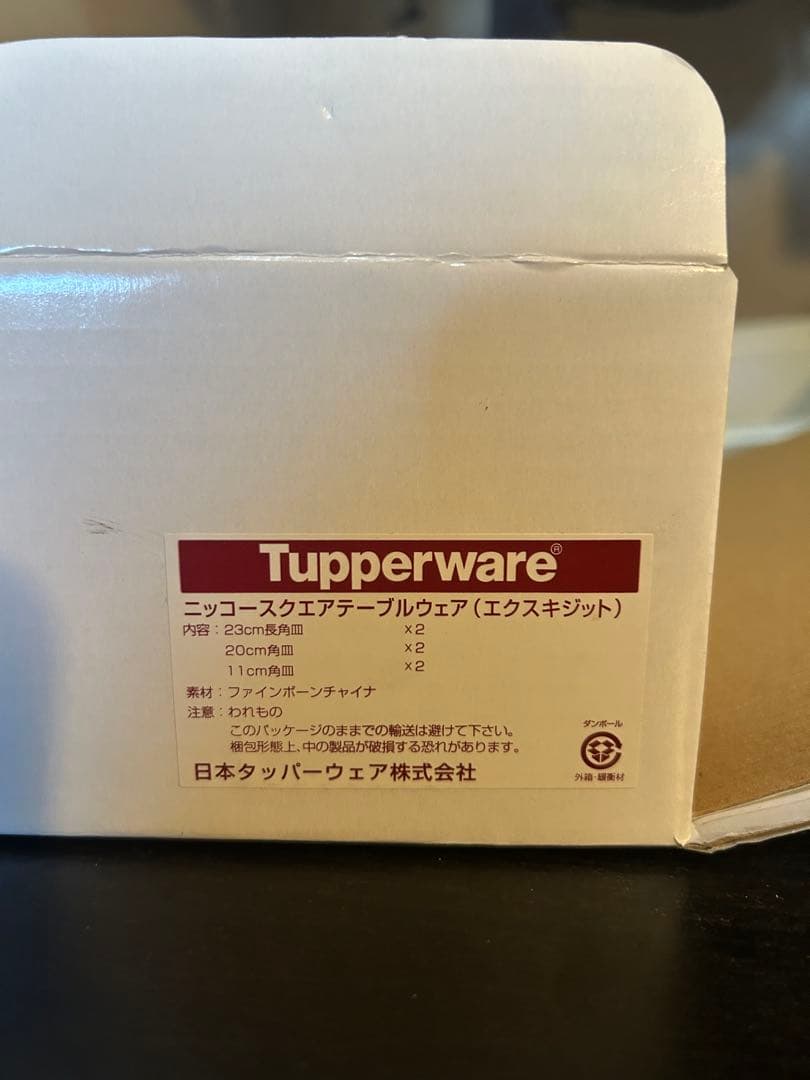 Tupperware®
ニッコースクエアテーブルウェア(エクスキジット)
内容:23cm長角皿 ×2
20cm角皿 ×2
11cm角皿 ×2
素材:ファインボーンチャイナ
注意:われもの
このパッケージのままでの輸送は避けて下さい。
梱包形態上、中の製品が破損する恐れがあります。
日本タッパーウェア株式会社
ダンボール
外箱・緩衝材